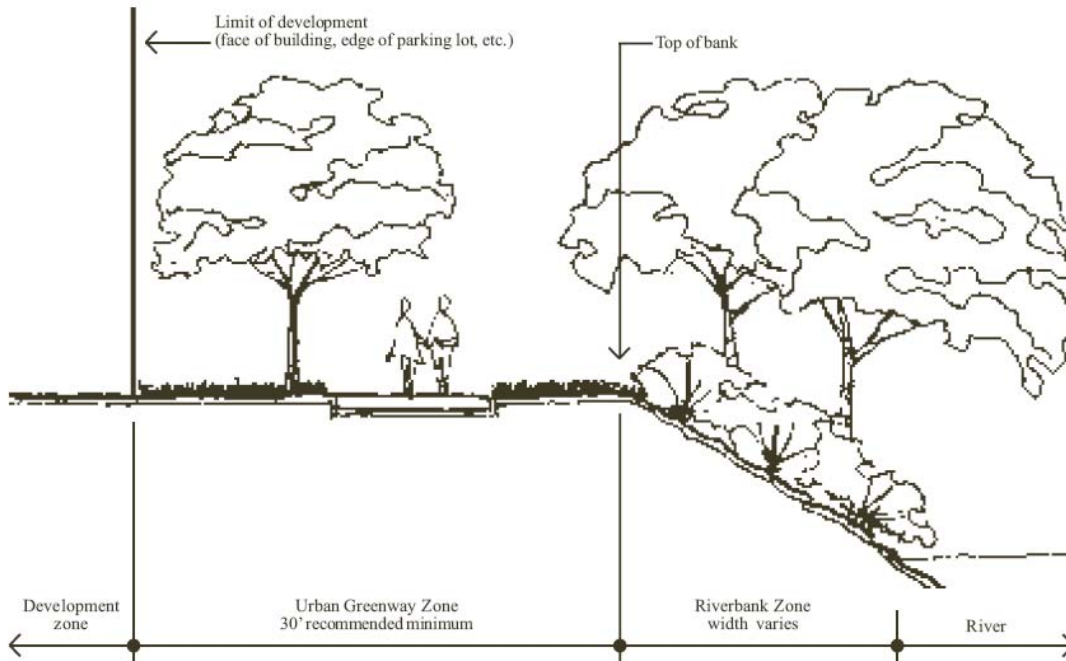 Limit of development
(face of building, edge of parking lot, etc.)
Top of bank
Development
zone
Urban Greenway Zone
30' recommended minimum
Riverbank Zone
width varies
River